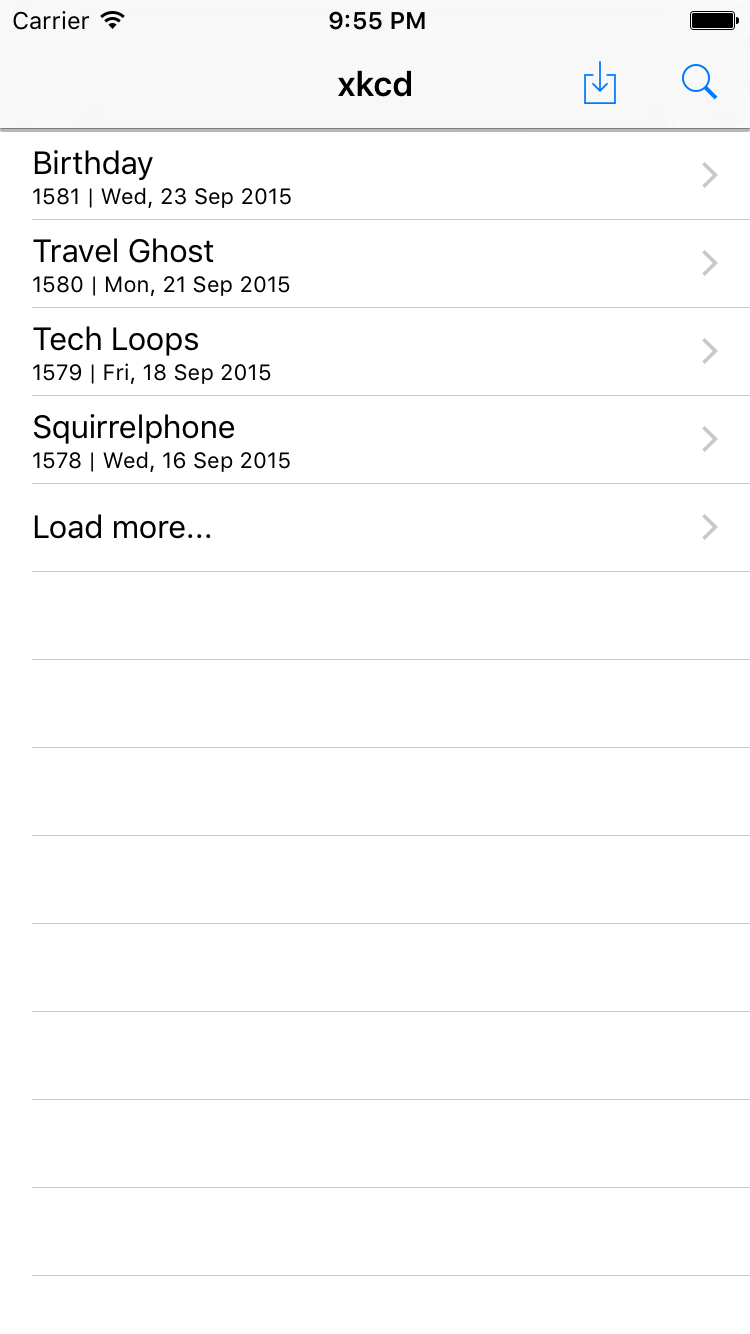 Carrier 9:55 PM
xkcd
Birthday
1581 | Wed, 23 Sep 2015
Travel Ghost
1580 | Mon, 21 Sep 2015
Tech Loops
1579 | Fri, 18 Sep 2015
Squirrelphone
1578 | Wed, 16 Sep 2015
Load more...